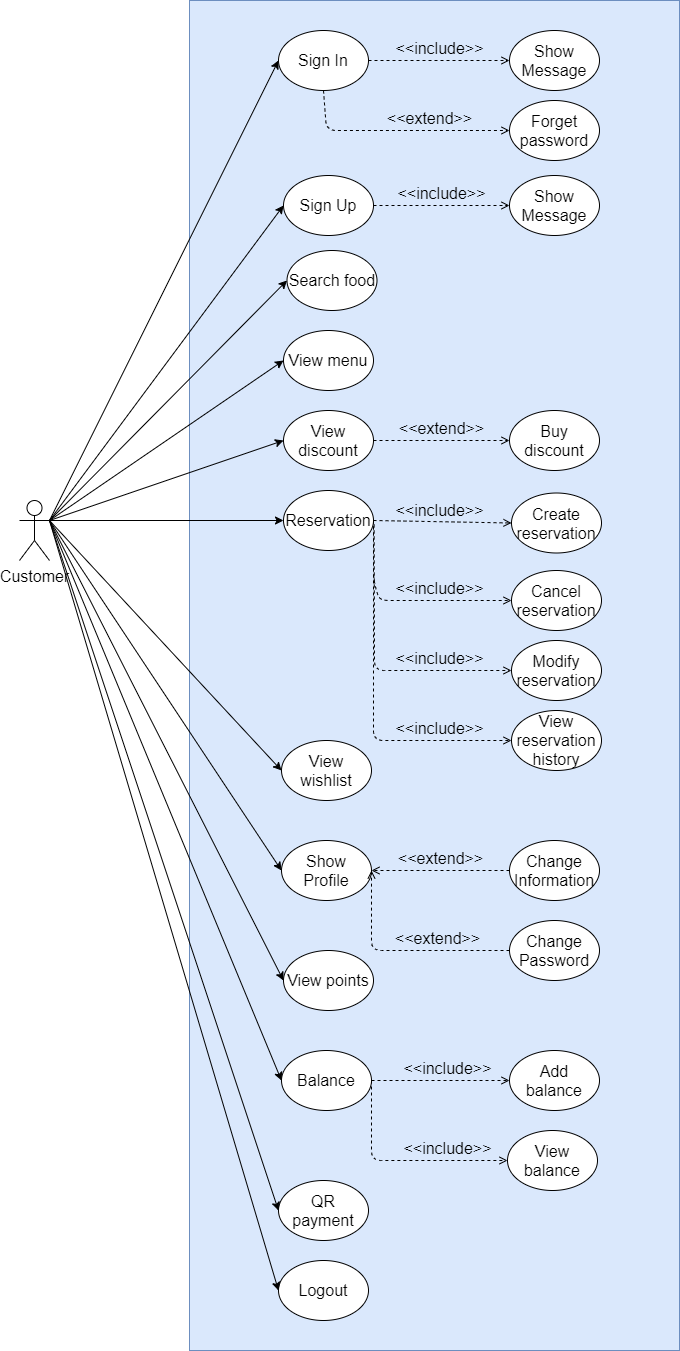 <<include>>
Sign In
Show
Message
<<extend>>
Forget
password
<<include>>
Sign Up
Show
Message
Search food
View menu
<<extend>>
View
discount
Buy
discount
<<include>>
Reservation
Create
reservation
Customer
<<include>>
Cancel
reservation
<<include>>
Modify
reservation
<<include>>
View
reservation
history
View
wishlist
<<extend>>
Show
Profile
Change
Information
<<extend>>
Change
Password
View points
<<include>>
Balance
Add
balance
<<include>>
View
balance
QR
payment
Logout